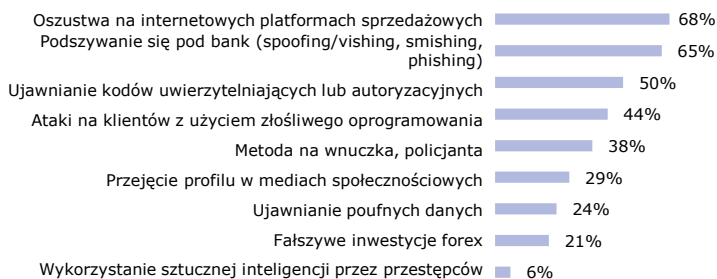 Oszustwa na internetowych platformach sprzedażowych 68%
Podszywanie się pod bank (spoofing/vishing, smishing,
phishing) 65%
Ujawnianie kodów uwierzytelniających lub autoryzacyjnych 50%
Ataki na klientów z użyciem złośliwego oprogramowania 44%
Metoda na wnuczka, policjanta 38%
Przejęcie profilu w mediach społecznościowych 29%
Ujawnianie poufnych danych 24%
Fałszywe inwestycje forex 21%
Wykorzystanie sztucznej inteligencji przez przestępców 6%